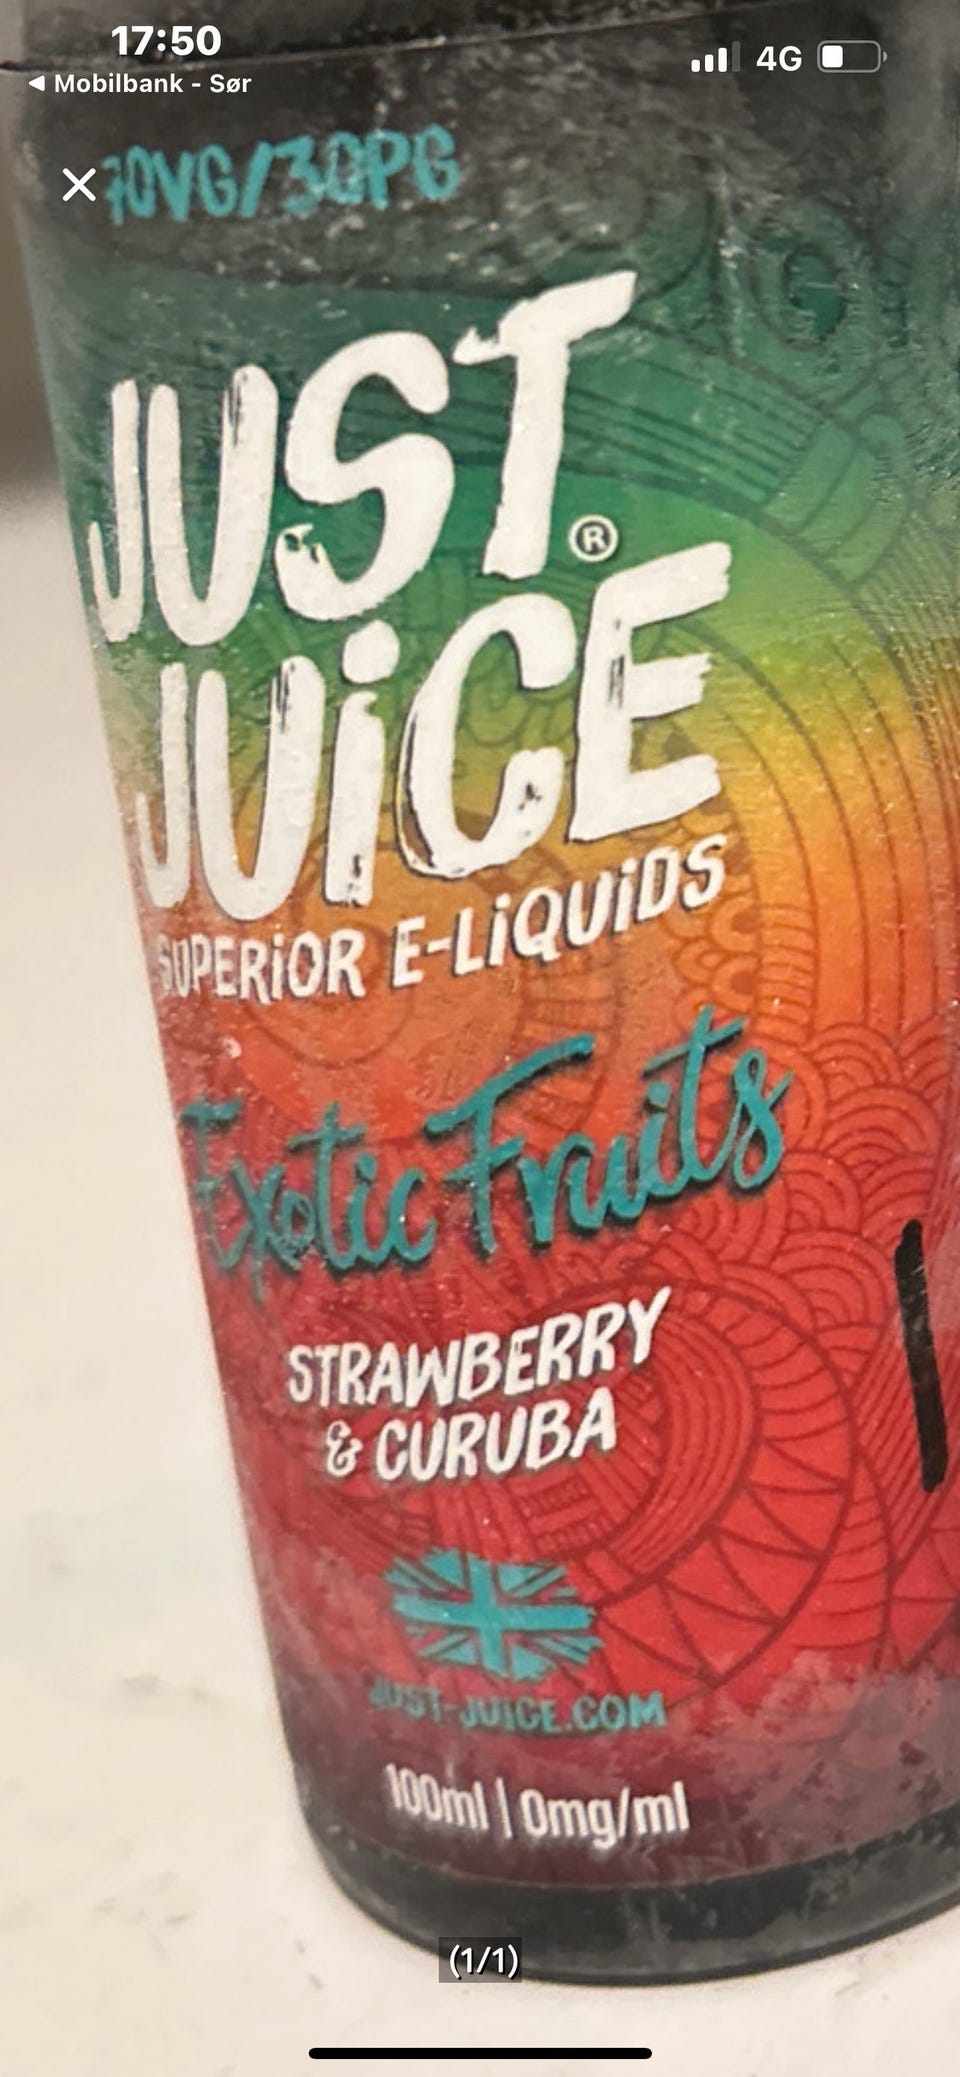 17:50
4G
◀ Mobilbank - Sør
70VG/30PG
JUST
®
JUiCE
SUPERiOR E-LiQUiDS
Exotic Fruits
STRAWBERRY
& CURUBA
JUST-JUICE.COM
100ml | 0mg/ml
(1/1)